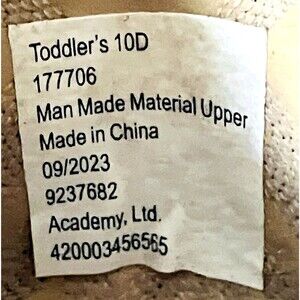 Toddler's 10D
177706
Man Made Material Upper
Made in China
09/2023
9237682
Academy, Ltd.
420003456565